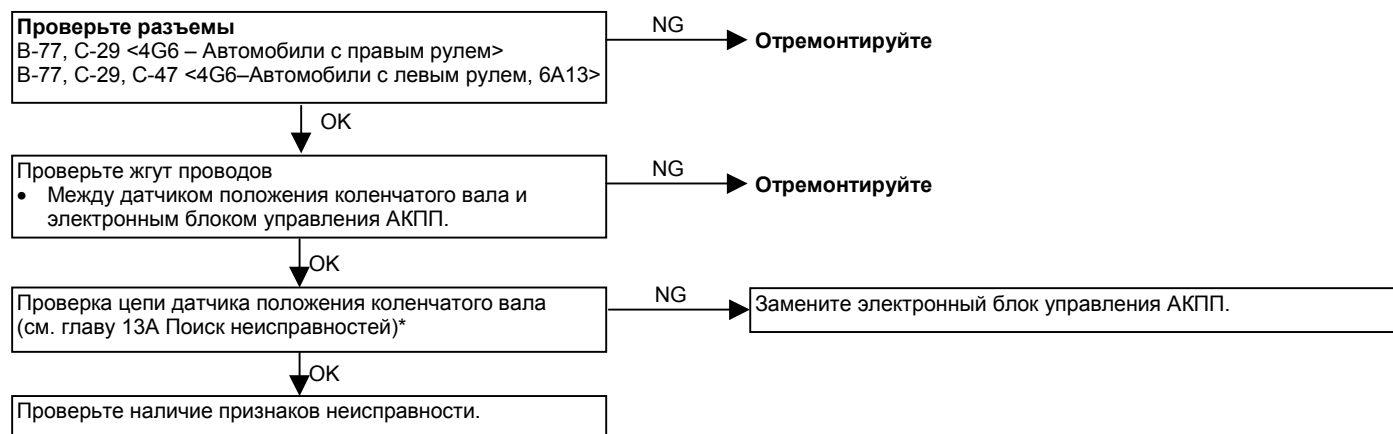 Проверьте разъемы
B-77, C-29 <4G6 – Автомобили с правым рулем>
B-77, C-29, C-47 <4G6–Автомобили с левым рулем, 6A13>
NG
Отремонтируйте
OK
Проверьте жгут проводов
• Между датчиком положения коленчатого вала и
электронным блоком управления АКПП.
NG
Отремонтируйте
OK
Проверка цепи датчика положения коленчатого вала
(см. главу 13А Поиск неисправностей)*
NG
Замените электронный блок управления АКПП.
OK
Проверьте наличие признаков неисправности.